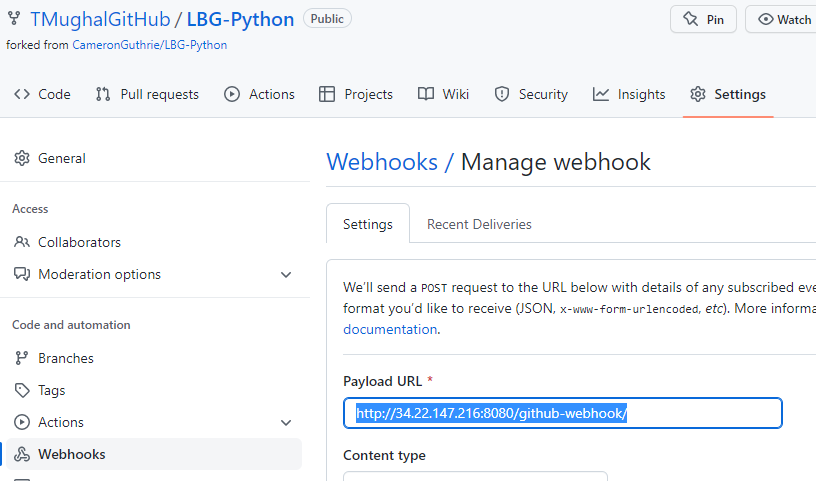 TMughalGitHub / LBG-Python Public
Pin
Watch
forked from CameronGuthrie/LBG-Python
Code
Pull requests
Actions
Projects
Wiki
Security
Insights
Settings
General
Access
Collaborators
Moderation options
Code and automation
Branches
Tags
Actions
Webhooks
Webhooks / Manage webhook
Settings
Recent Deliveries
We'll send a POST request to the URL below with details of any subscribed eve
format you'd like to receive (JSON, x-www-form-urlencoded, etc). More informa
documentation.
Payload URL *
http://34.22.147.216:8080/github-webhook/
Content type